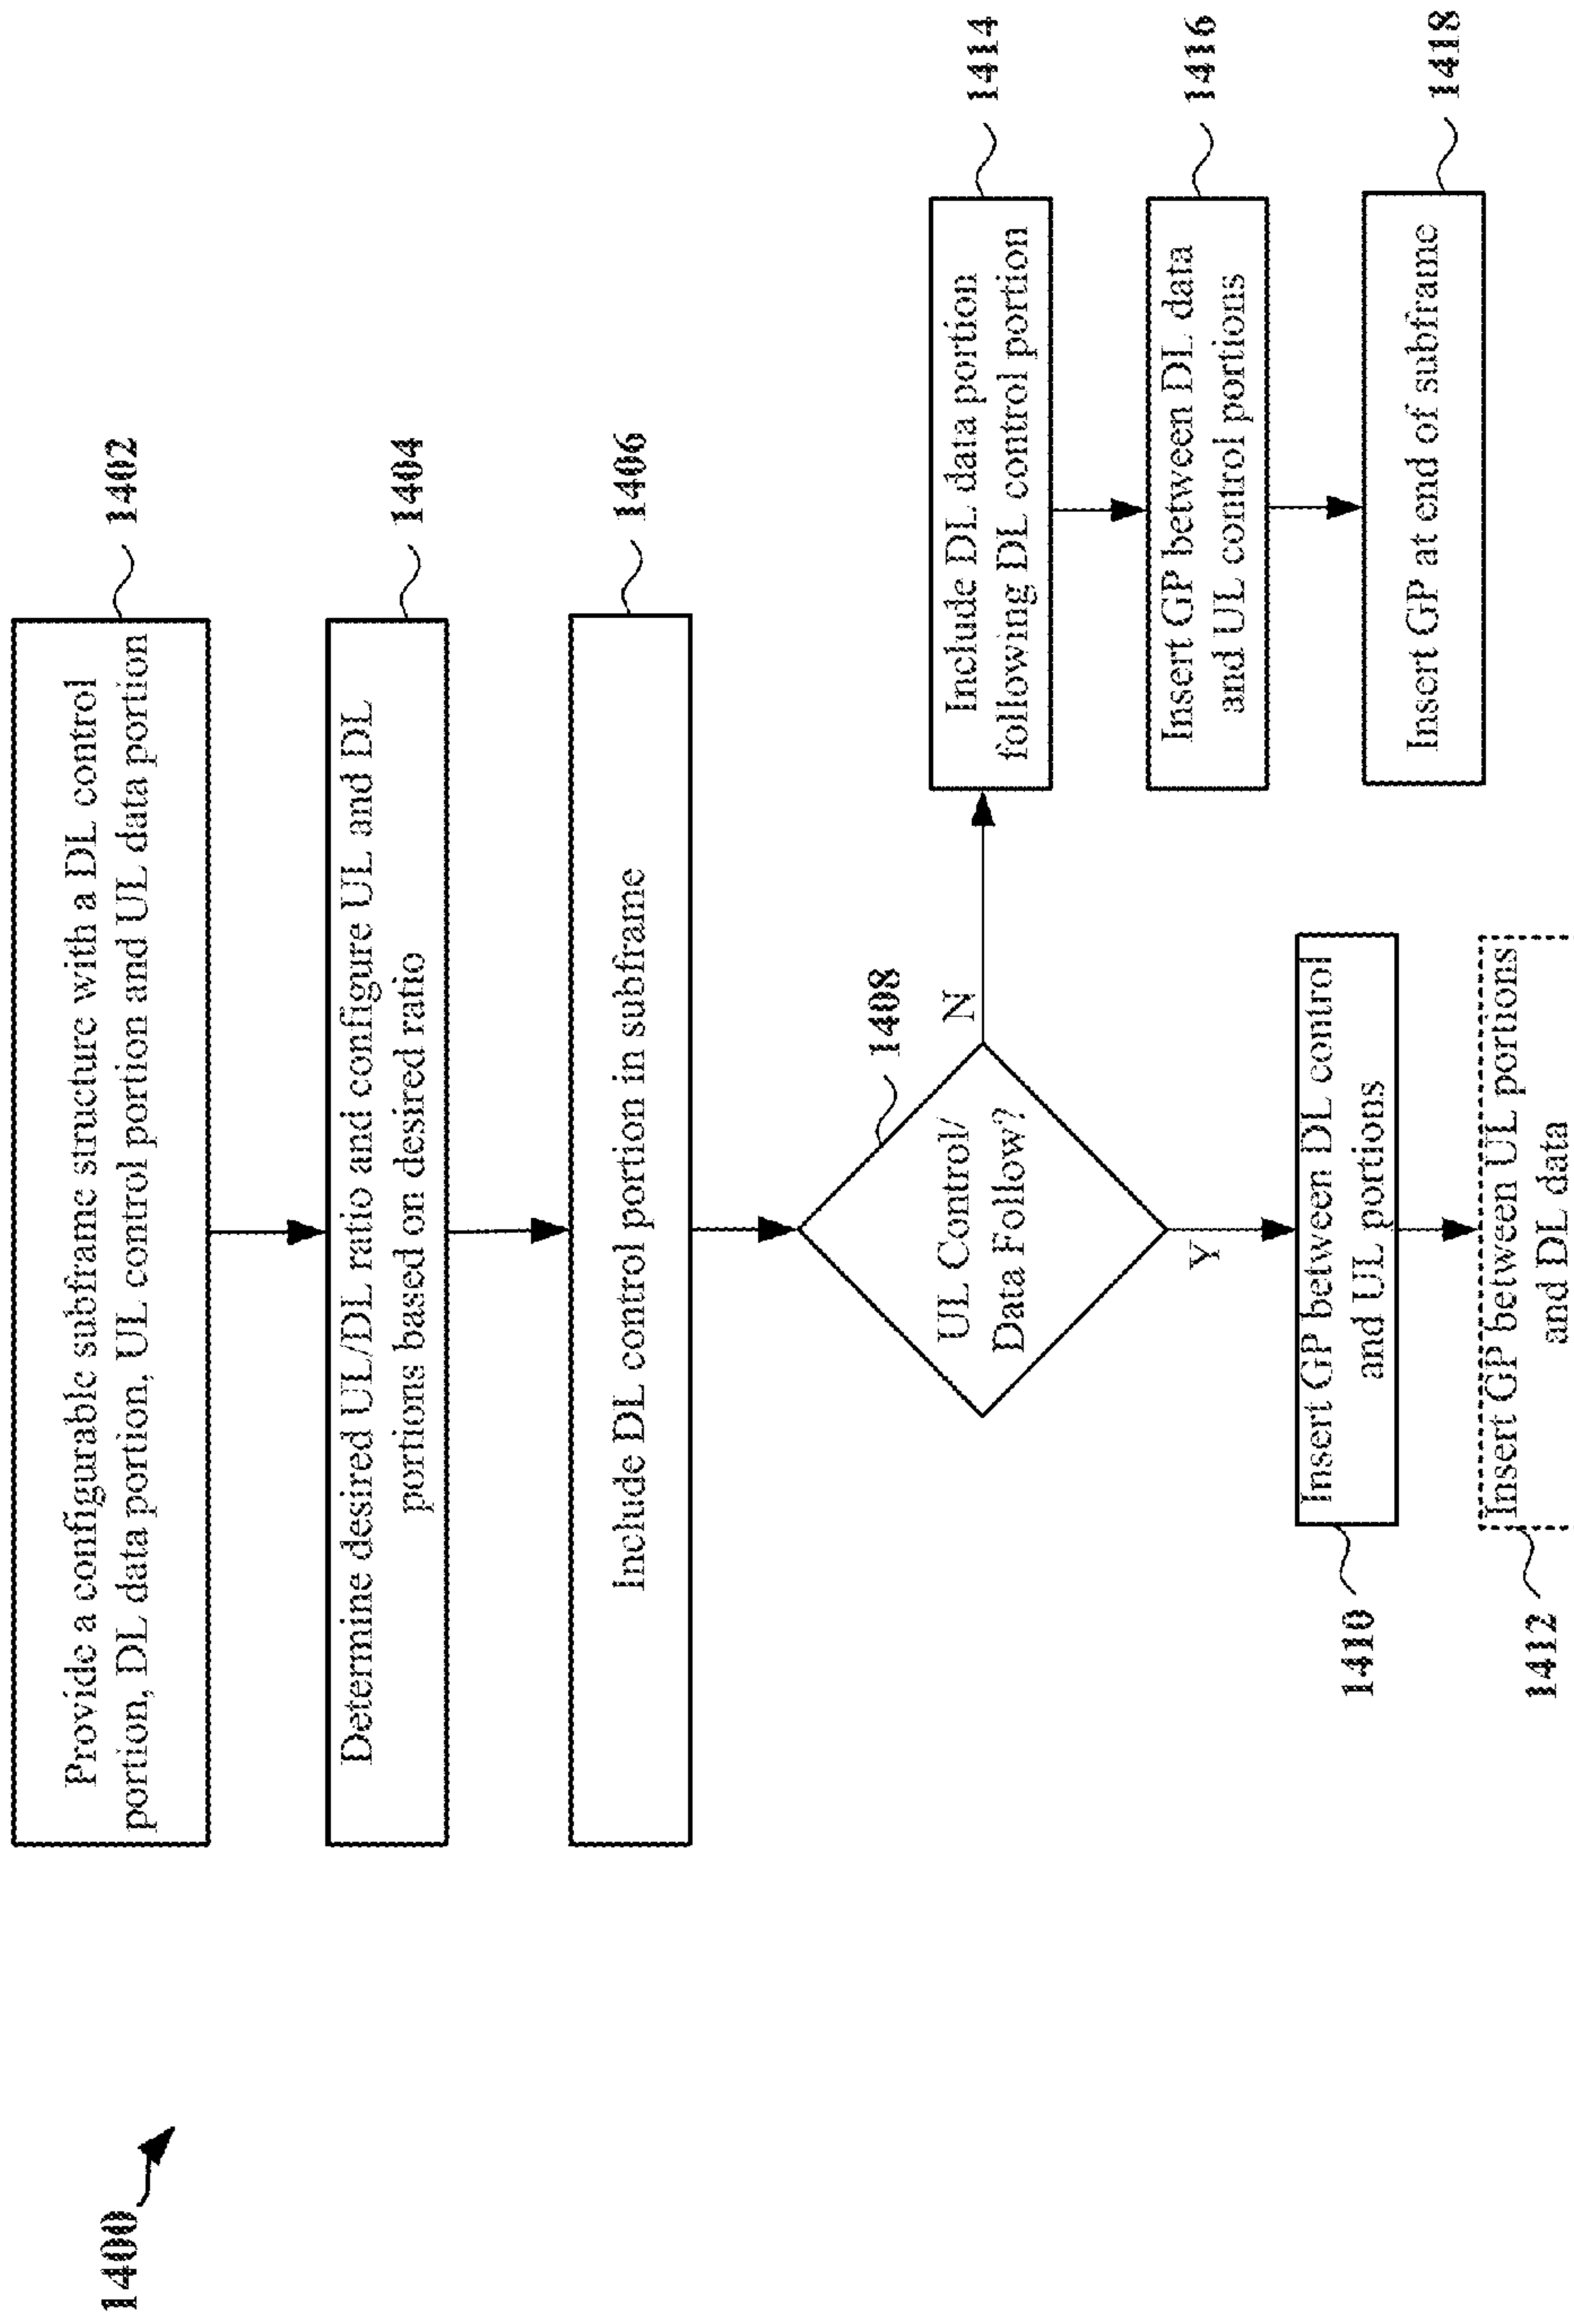 1400
Provide a configurable subframe structure with a DL control
portion, DL data portion, UL control portion and UL data portion
1402
Determine desired UL/DL ratio and configure UL and DL
portions based on desired ratio
1404
Include DL control portion in subframe
1406
UL Control/
Data Follow?
1408
N
Y
Include DL data portion
following DL control portion
1414
Insert GP between DL data
and UL control portions
1416
Insert GP at end of subframe
1418
1410
Insert GP between DL control
and UL portions
1412
Insert GP between UL portions
and DL data